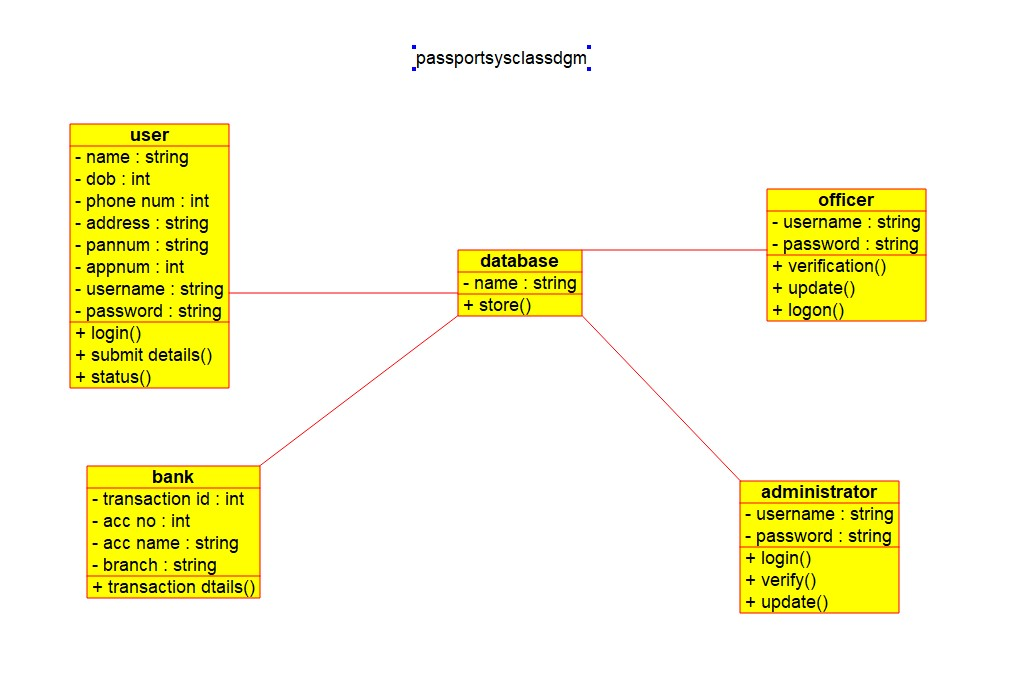 passportsysclassdgm
user
- name : string
- dob : int
- phone num : int
- address : string
- pannum : string
- appnum : int
- username : string
- password : string
+ login()
+ submit details()
+ status()
database
- name : string
+ store()
officer
- username : string
- password : string
+ verification()
+ update()
+ logon()
bank
- transaction id : int
- acc no : int
- acc name : string
- branch : string
+ transaction dtails()
administrator
- username : string
- password : string
+ login()
+ verify()
+ update()